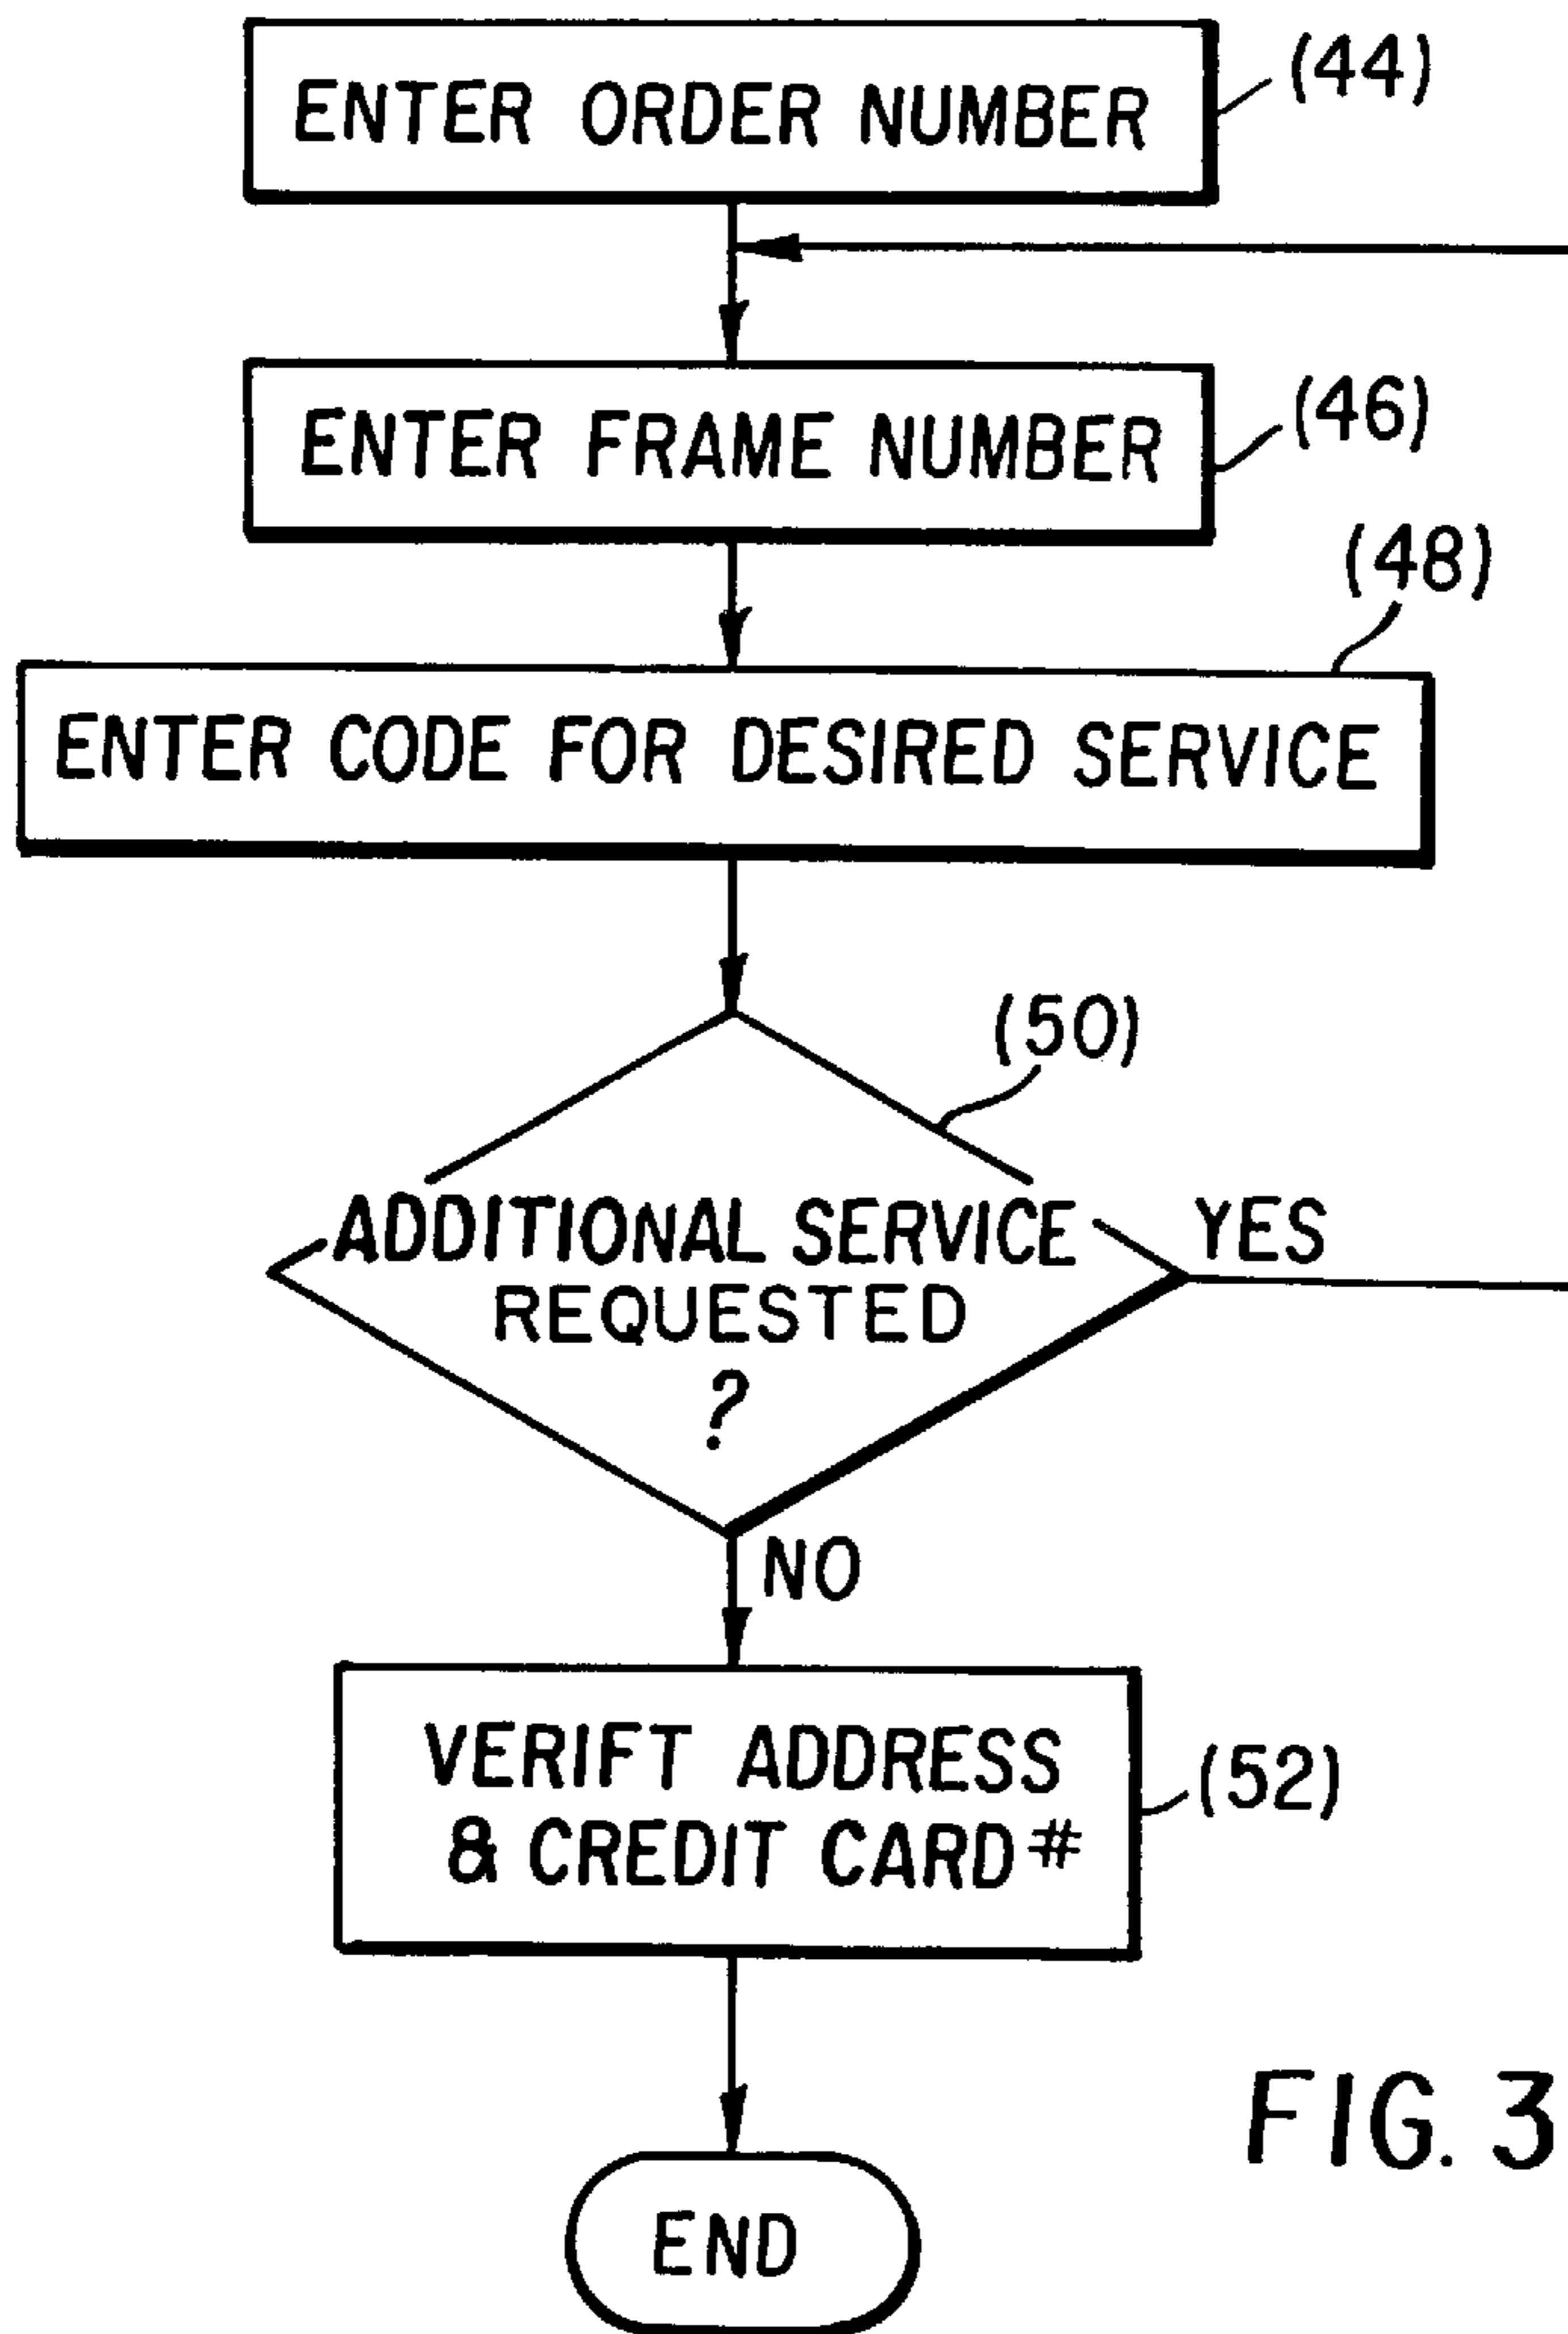 ENTER ORDER NUMBER
(44)
ENTER FRAME NUMBER
(46)
(48)
ENTER CODE FOR DESIRED SERVICE
(50)
ADDITIONAL SERVICE
REQUESTED
?
YES
NO
VERIFT ADDRESS
& CREDIT CARD #
(52)
FIG. 3
END